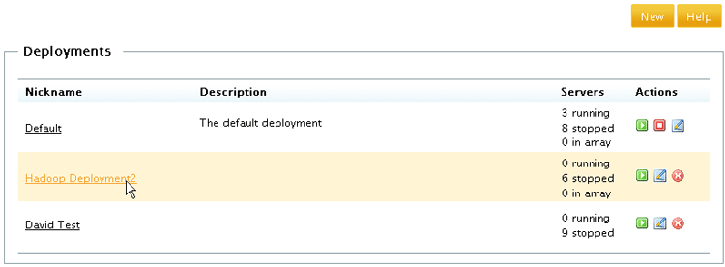 New Help
Deployments
Nickname Description Servers Actions
Default The default deployment 3 running
8 stopped
0 in array
Hadoop Deployment2 0 running
6 stopped
0 in array
David Test 0 running
9 stopped